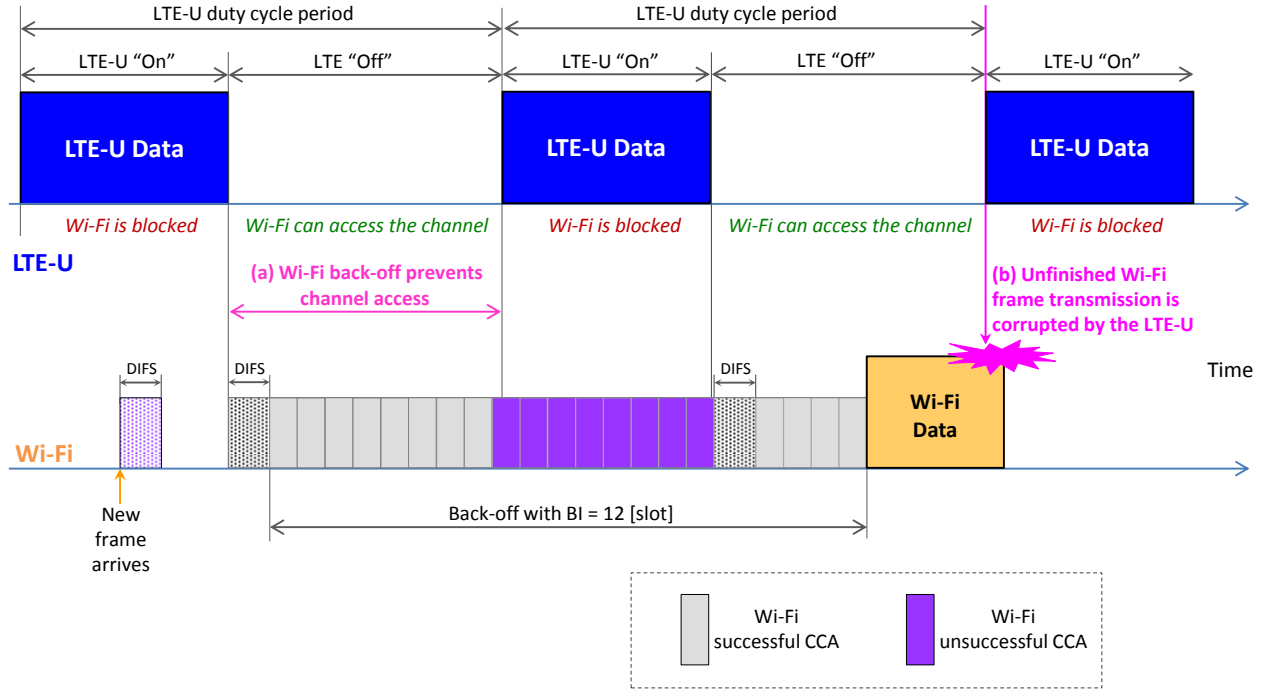 LTE-U duty cycle period
LTE-U duty cycle period
LTE-U “On”
LTE “Off”
LTE-U “On”
LTE “Off”
LTE-U “On”
LTE-U Data
LTE-U Data
LTE-U Data
Wi-Fi is blocked
Wi-Fi can access the channel
Wi-Fi is blocked
Wi-Fi can access the channel
Wi-Fi is blocked
LTE-U
(a) Wi-Fi back-off prevents
channel access
(b) Unfinished Wi-Fi
frame transmission is
corrupted by the LTE-U
Time
DIFS
DIFS
DIFS
Wi-Fi
Data
Wi-Fi
New
frame
arrives
Back-off with BI = 12 [slot]
Wi-Fi
successful CCA
Wi-Fi
unsuccessful CCA